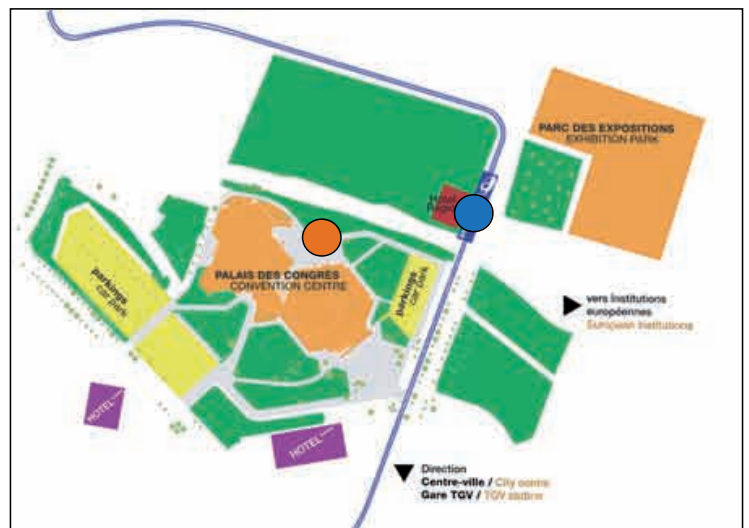 PARC DES EXPOSITIONS
EXHIBITION PARK
Hôtel
PALAIS DES CONGRÈS
CONVENTION CENTRE
parkings
car park
parkings
car park
vers Institutions
européennes
European Institutions
HOTEL
HOTEL
Direction
Centre-ville / City centre
Gare TGV / TGV station